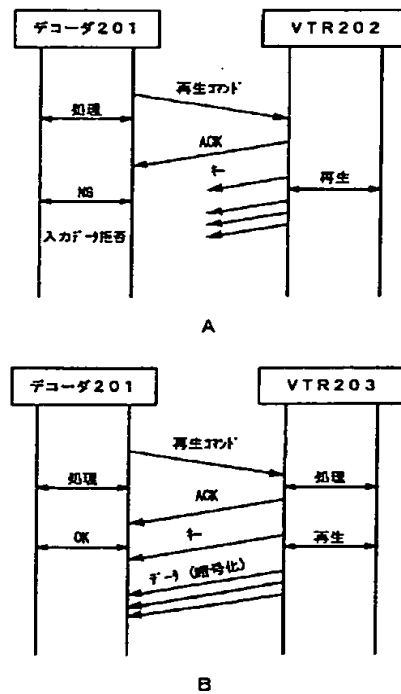 デコーダ201
VTR202
再生コマンド
処理
ACK
キー
NG
再生
入力データ拒否
A
デコーダ201
VTR203
再生コマンド
処理
処理
ACK
キー
OK
再生
データ(暗号化)
B